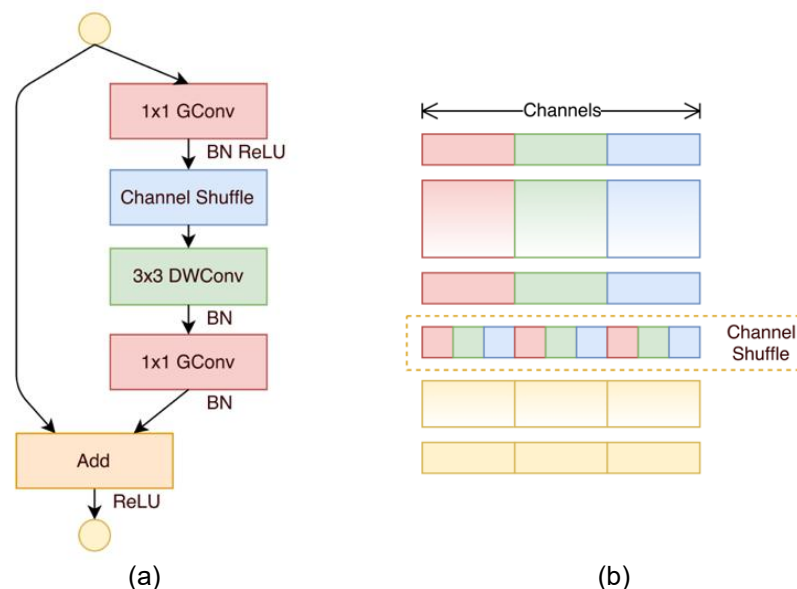 1x1 GConv
BN ReLU
Channel Shuffle
3x3 DWConv
BN
1x1 GConv
BN
Add
ReLU
(a)
Channels
Channel
Shuffle
(b)